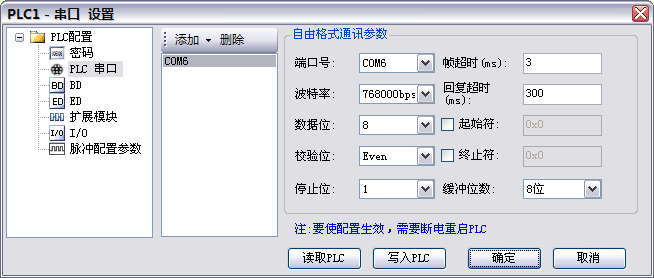 PLC1 - 串口 设置
PLC配置
密码
PLC 串口
BD BD
ED ED
扩展模块
I/O I/O
脉冲配置参数
添加 删除
COM6
自由格式通讯参数
端口号: COM6 帧超时(ms): 3
波特率: 768000bps 回复超时(ms): 300
数据位: 8 起始符: 0x0
校验位: Even 终止符: 0x0
停止位: 1 缓冲位数: 8位
注:要使配置生效,需要断电重启PLC
读取PLC 写入PLC 确定 取消